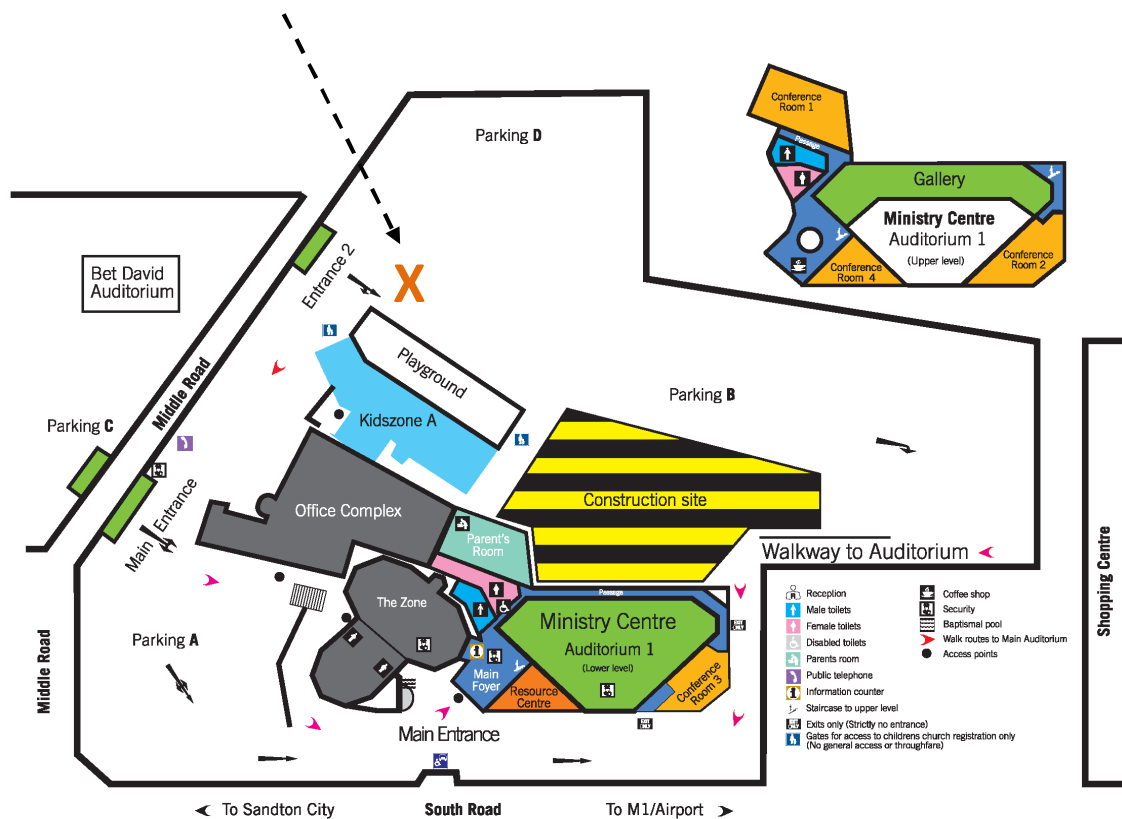 Parking D
Conference
Room 1
Passage
Gallery
Ministry Centre
Auditorium 1
(Upper level)
Conference
Room 2
Conference
Room 4
Bet David
Auditorium
Entrance 2
X
Playground
Kidszone A
Middle Road
Parking C
Parking B
Construction site
Main Entrance
Office Complex
Parent's
Room
Walkway to Auditorium
Passage
The Zone
Ministry Centre
Auditorium 1
(Lower level)
Parking A
Middle Road
Main
Foyer
Resource
Centre
Conference
Room 3
EXIT
ONLY
EXIT
ONLY
Main Entrance
Shopping Centre
Reception
Male toilets
Female toilets
Disabled toilets
Parents room
Public telephone
Information counter
Staircase to upper level
Exits only (Strictly no entrance)
Gates for access to childrens church registration only
(No general access or throughfare)
Coffee shop
Security
Baptismal pool
Walk routes to Main Auditorium
Access points
To Sandton City
South Road
To M1/Airport